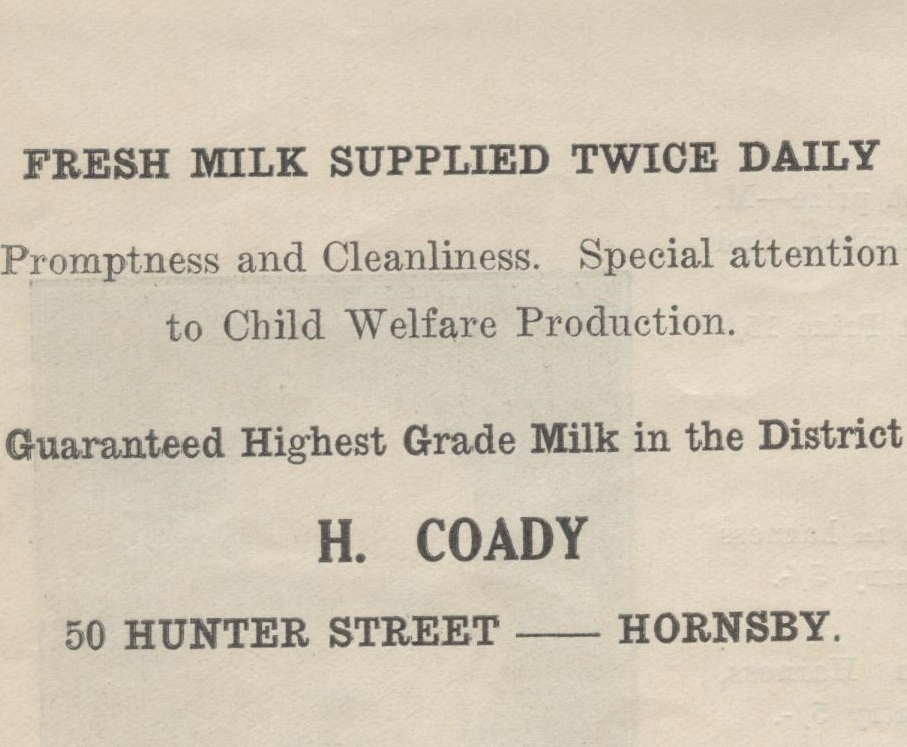 FRESH MILK SUPPLIED TWICE DAILY
Promptness and Cleanliness. Special attention
to Child Welfare Production.
Guaranteed Highest Grade Milk in the District
H. COADY
50 HUNTER STREET — HORNSBY.